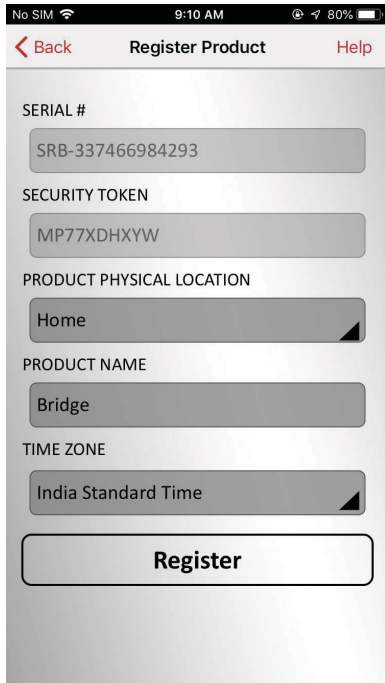 No SIM 9:10 AM 80%
Back Register Product Help
SERIAL #
SRB-337466984293
SECURITY TOKEN
MP77XDHXYW
PRODUCT PHYSICAL LOCATION
Home
PRODUCT NAME
Bridge
TIME ZONE
India Standard Time
Register